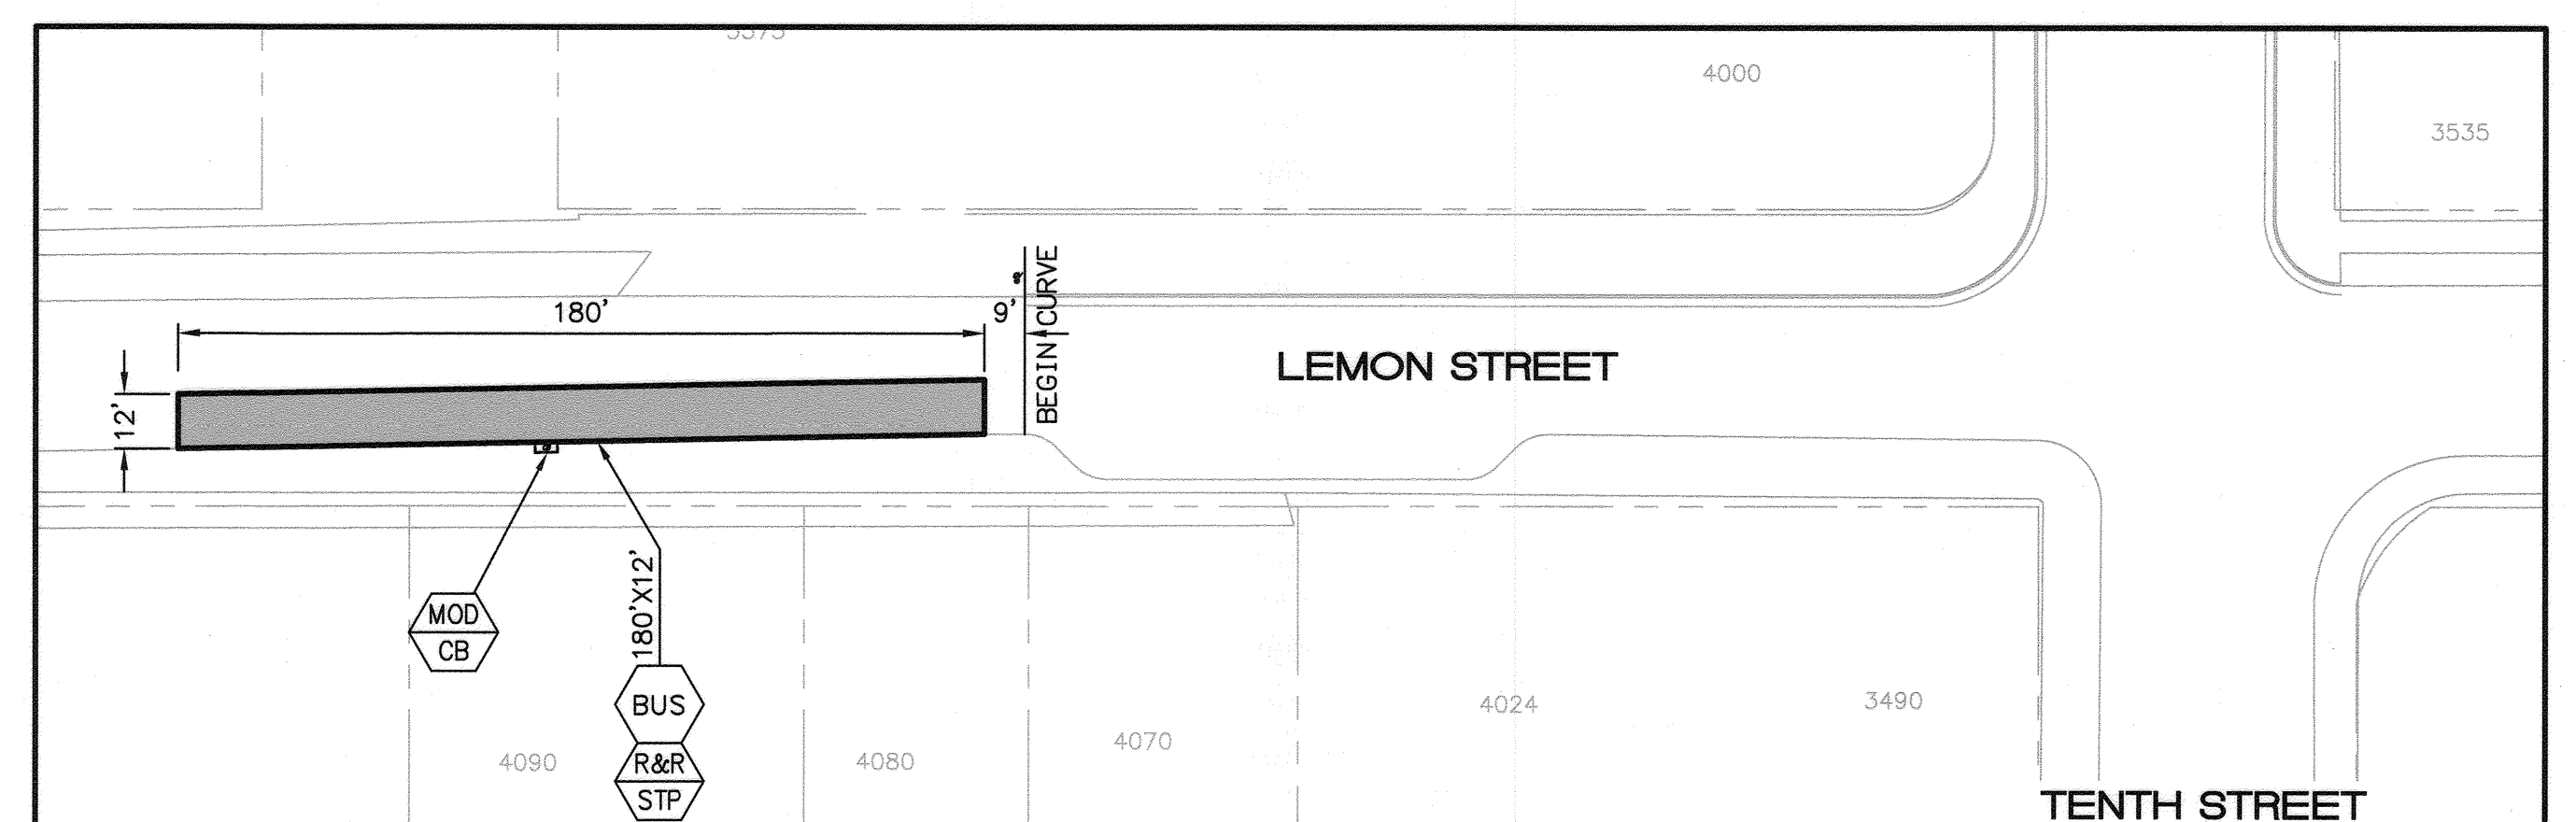 4000
3535
BEGIN CURVE
180'
9'
LEMON STREET
12'
180'X12'
MOD
CB
BUS
R&R
STP
4090
4080
4070
4024
3490
TENTH STREET